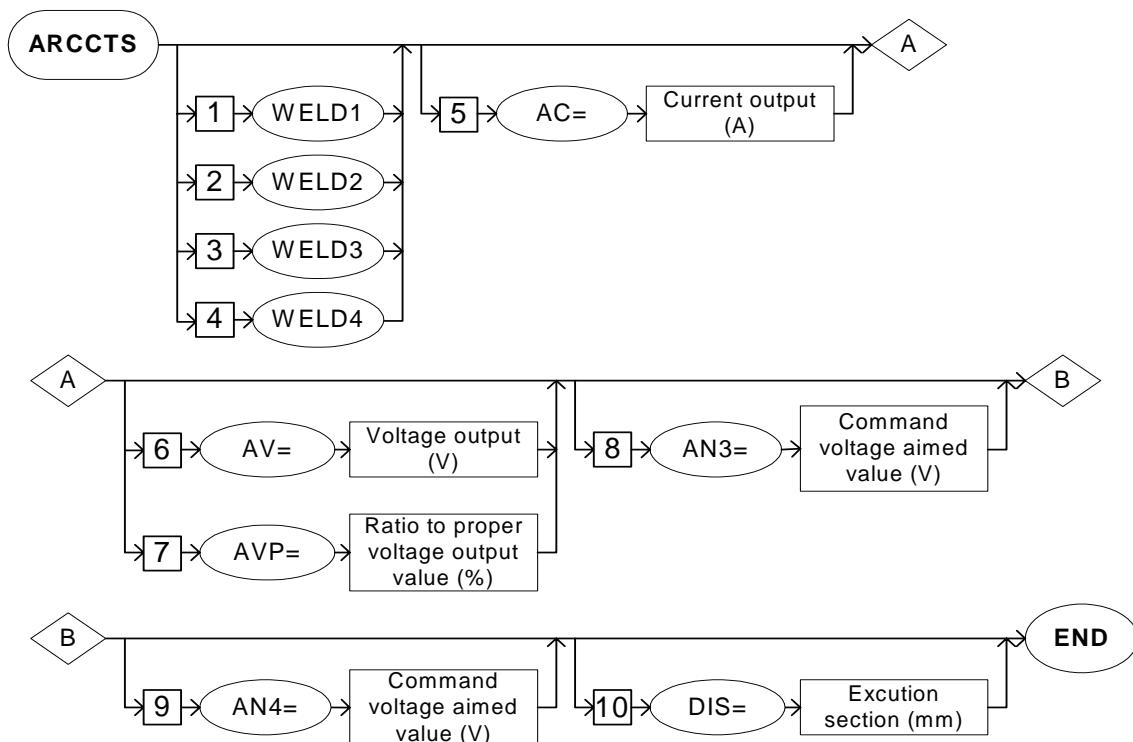 ARCCTS
A
1
WELD1
5
AC=
Current output
(A)
2
WELD2
3
WELD3
4
WELD4
A
B
6
AV=
Voltage output
(V)
8
AN3=
Command
voltage aimed
value (V)
7
AVP=
Ratio to proper
voltage output
value (%)
B
END
9
AN4=
Command
voltage aimed
value (V)
10
DIS=
Excution
section (mm)